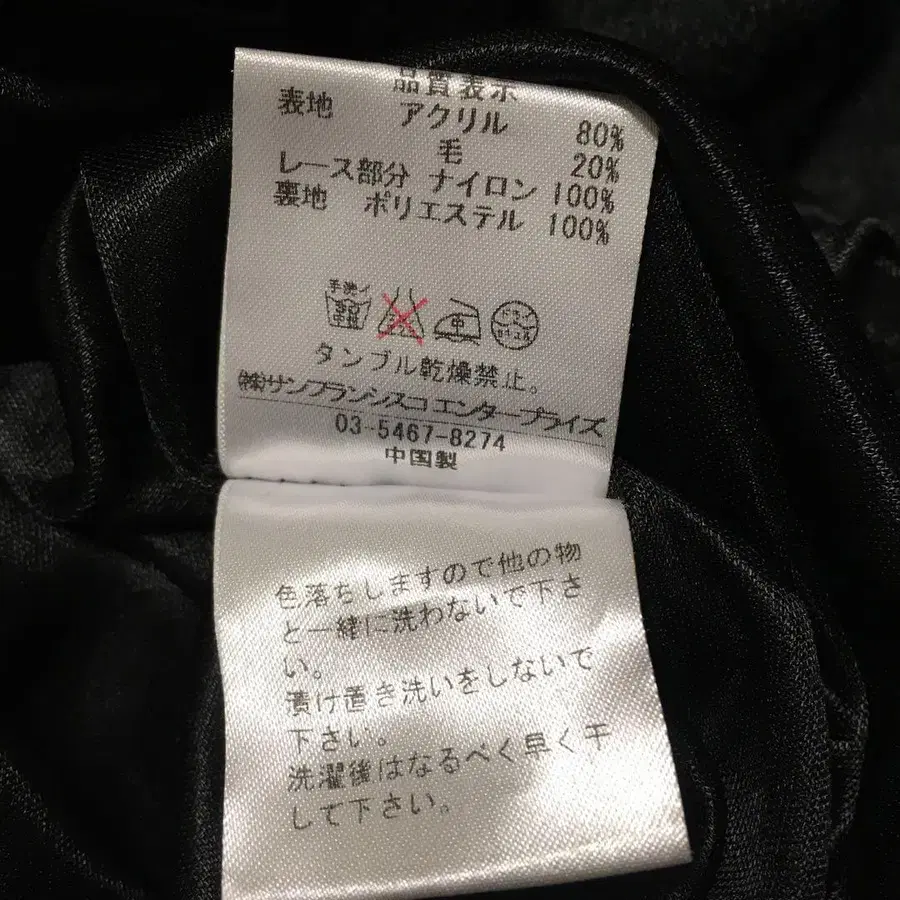 品質表示
表地 アクリル 80%
毛 20%
レース部分 ナイロン 100%
裏地 ポリエステル 100%
手洗イ
中
ドライ
タンブル乾燥禁止。
(株)サンフランシスコエンタープライズ
03-5467-8274
中国製
色落ちしますので他の物
と一緒に洗わないで下さ
い。
漬け置き洗いをしないで
下さい。
洗濯後はなるべく早く干
して下さい。